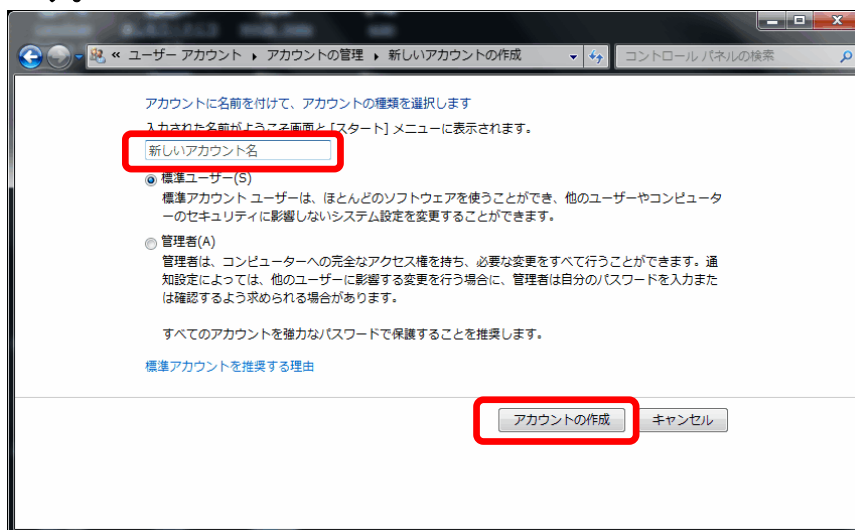 « ユーザー アカウント ▸ アカウントの管理 ▸ 新しいアカウントの作成
コントロール パネルの検索
アカウントに名前を付けて、アカウントの種類を選択します
入力された名前がようこそ画面と [スタート] メニューに表示されます。
新しいアカウント名
標準ユーザー(S)
標準アカウント ユーザーは、ほとんどのソフトウェアを使うことができ、他のユーザーやコンピュータ
ーのセキュリティに影響しないシステム設定を変更することができます。
管理者(A)
管理者は、コンピューターへの完全なアクセス権を持ち、必要な変更をすべて行うことができます。通
知設定によっては、他のユーザーに影響する変更を行う場合に、管理者は自分のパスワードを入力また
は確認するよう求められる場合があります。
すべてのアカウントを強力なパスワードで保護することを推奨します。
標準アカウントを推奨する理由
アカウントの作成
キャンセル